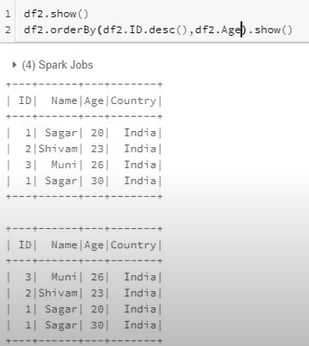 1 df2.show()
2 df2.orderBy(df2.ID.desc(),df2.Age).show()
(4) Spark Jobs
+---+------+---+-------+
| ID|  Name|Age|Country|
+---+------+---+-------+
|  1| Sagar| 20|  India|
|  2|Shivam| 23|  India|
|  3|  Muni| 26|  India|
|  1| Sagar| 30|  India|
+---+------+---+-------+
+---+------+---+-------+
| ID|  Name|Age|Country|
+---+------+---+-------+
|  3|  Muni| 26|  India|
|  2|Shivam| 23|  India|
|  1| Sagar| 20|  India|
|  1| Sagar| 30|  India|
+---+------+---+-------+